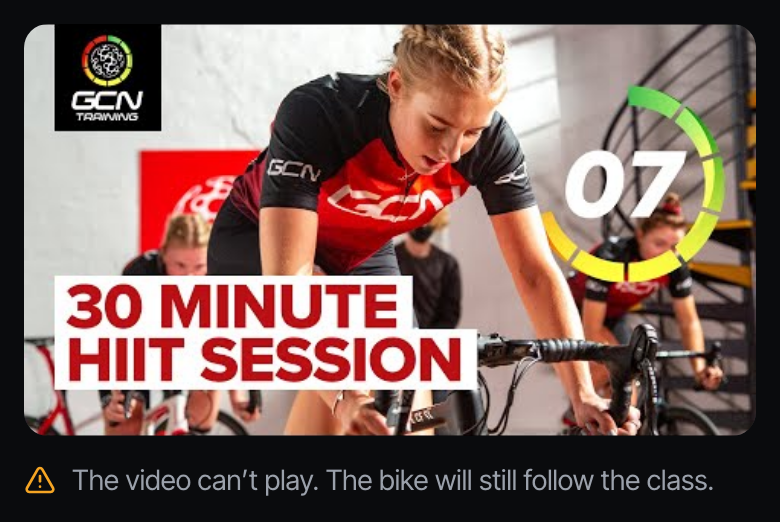 GCN
TRAINING
GCN
GCN
07
30 MINUTE
HIIT SESSION
The video can’t play. The bike will still follow the class.